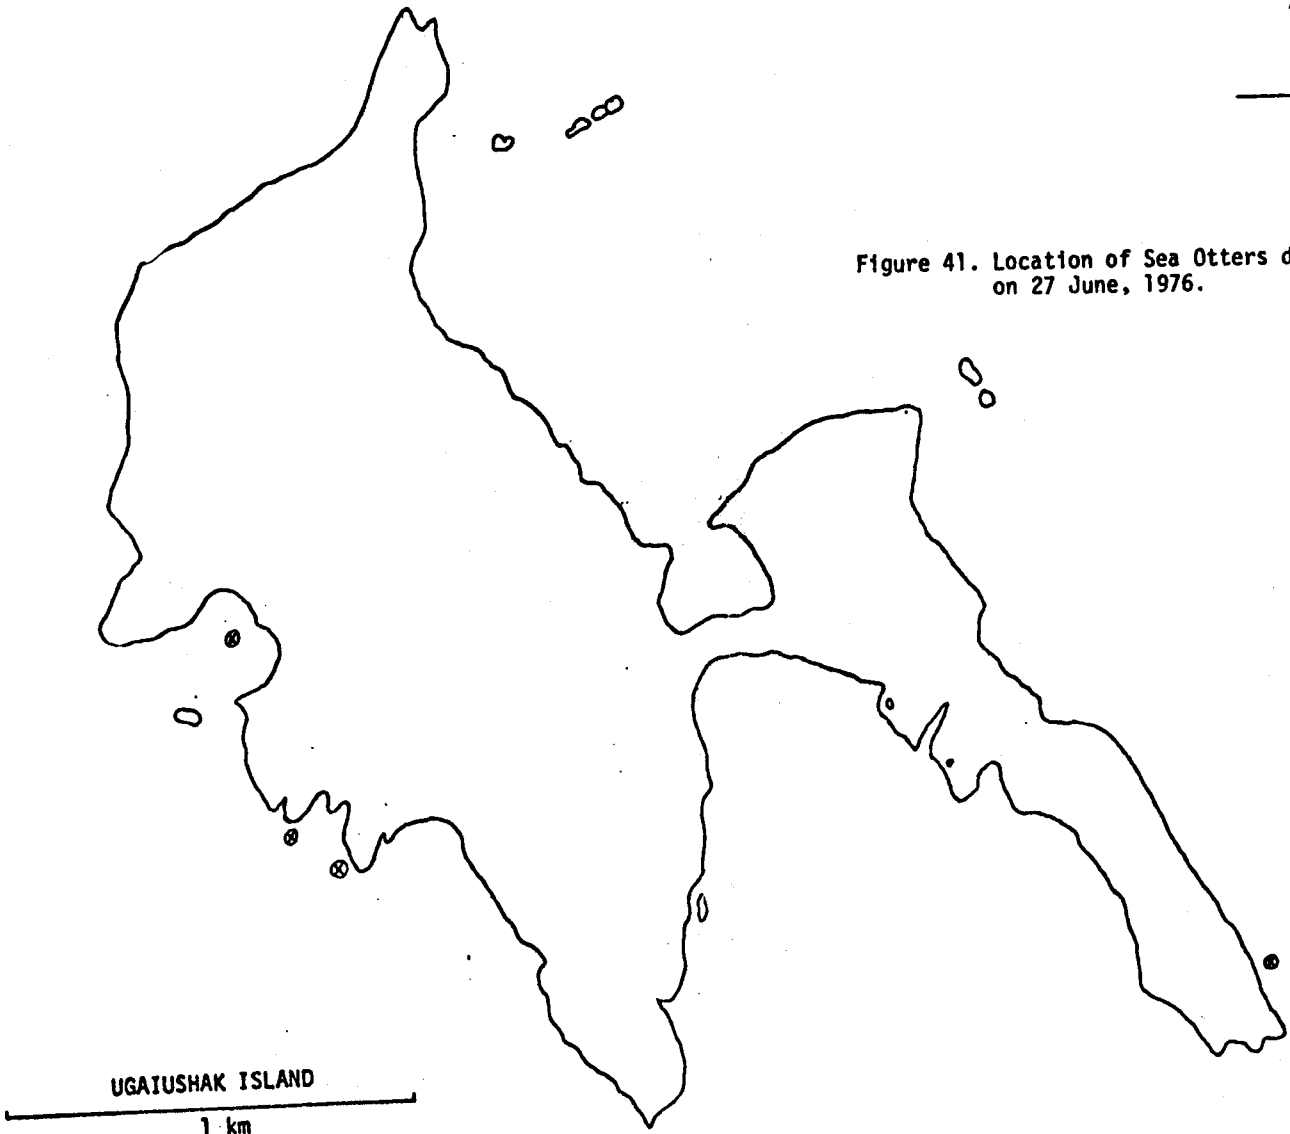 Figure 41. Location of Sea Otters d
on 27 June, 1976.
UGAIUSHAK ISLAND
1 km